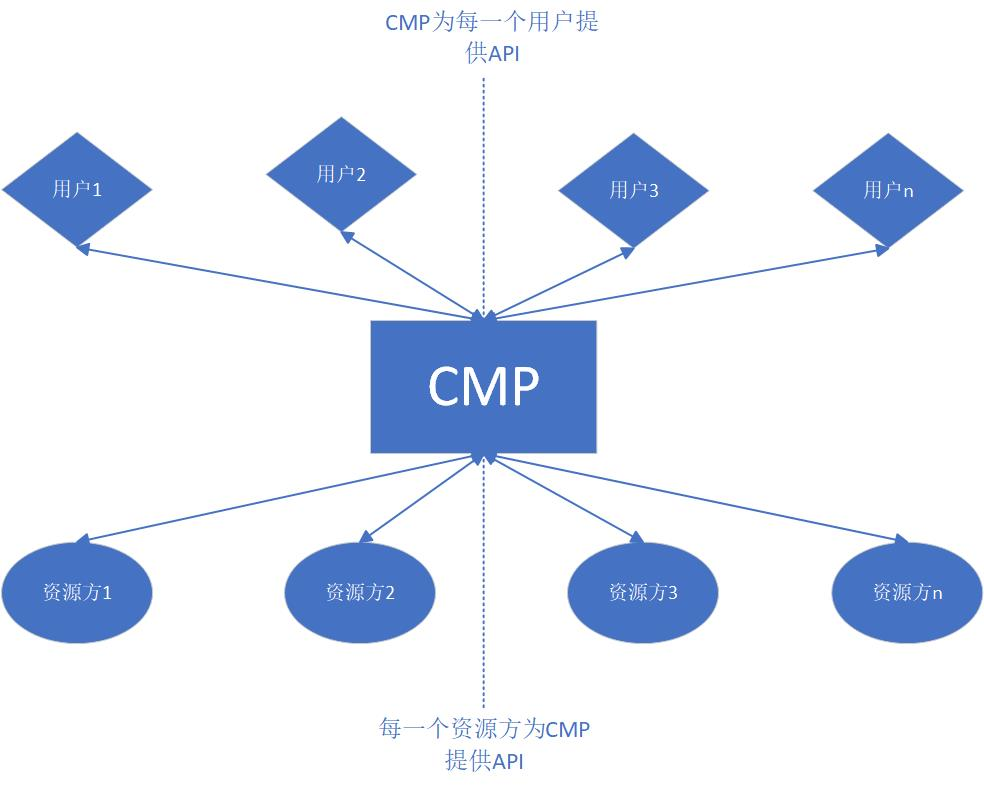 CMP为每一个用户提
供API
用户1
用户2
用户3
用户n
CMP
资源方1
资源方2
资源方3
资源方n
每一个资源方为CMP
提供API